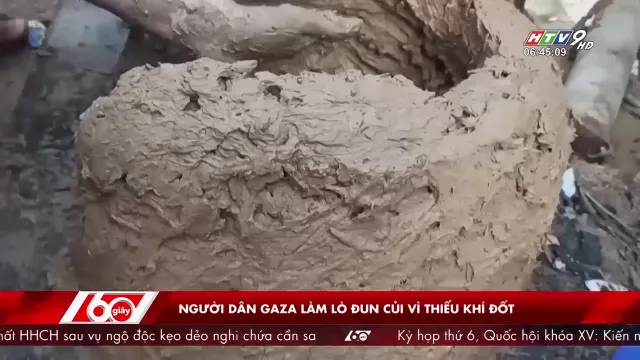 HTV9 HD
06:45:09
60 giây
NGƯỜI DÂN GAZA LÀM LÒ ĐUN CỦI VÌ THIẾU KHÍ ĐỐT
HHCH sau vụ ngộ độc kẹo dẻo nghi chứa cần sa 60 giây Kỳ họp thứ 6, Quốc hội khóa XV: Kiến